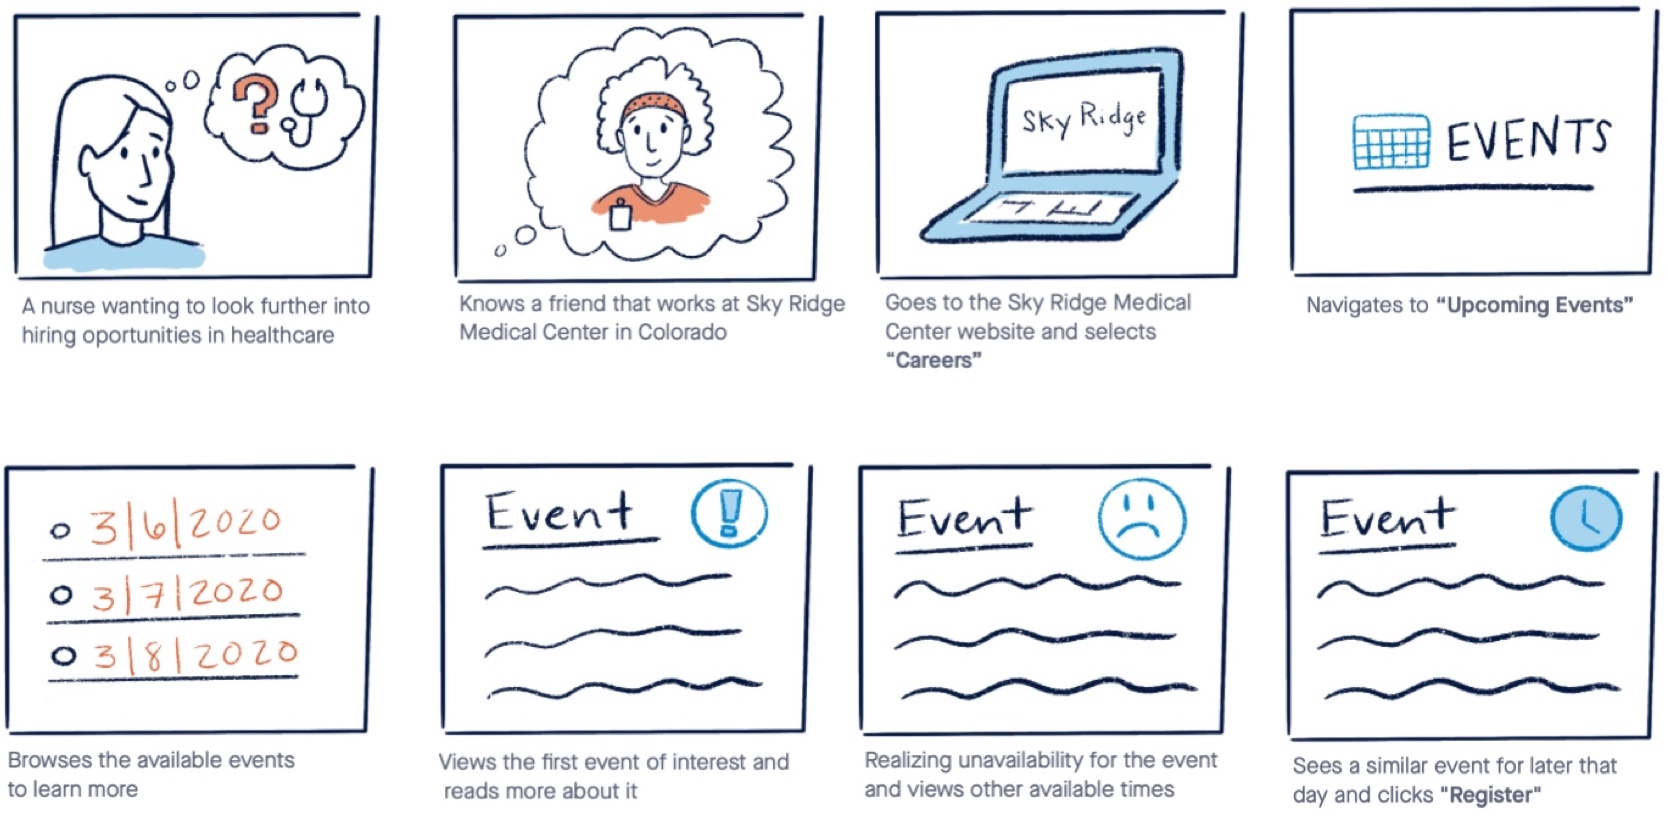 ?
A nurse wanting to look further into
hiring oportunities in healthcare
Knows a friend that works at Sky Ridge
Medical Center in Colorado
Sky Ridge
Goes to the Sky Ridge Medical
Center website and selects
“Careers”
EVENTS
Navigates to “Upcoming Events”
3/6/2020
3/7/2020
3/8/2020
Browses the available events
to learn more
Event !
Views the first event of interest and
reads more about it
Event
Realizing unavailability for the event
and views other available times
Event
Sees a similar event for later that
day and clicks "Register"